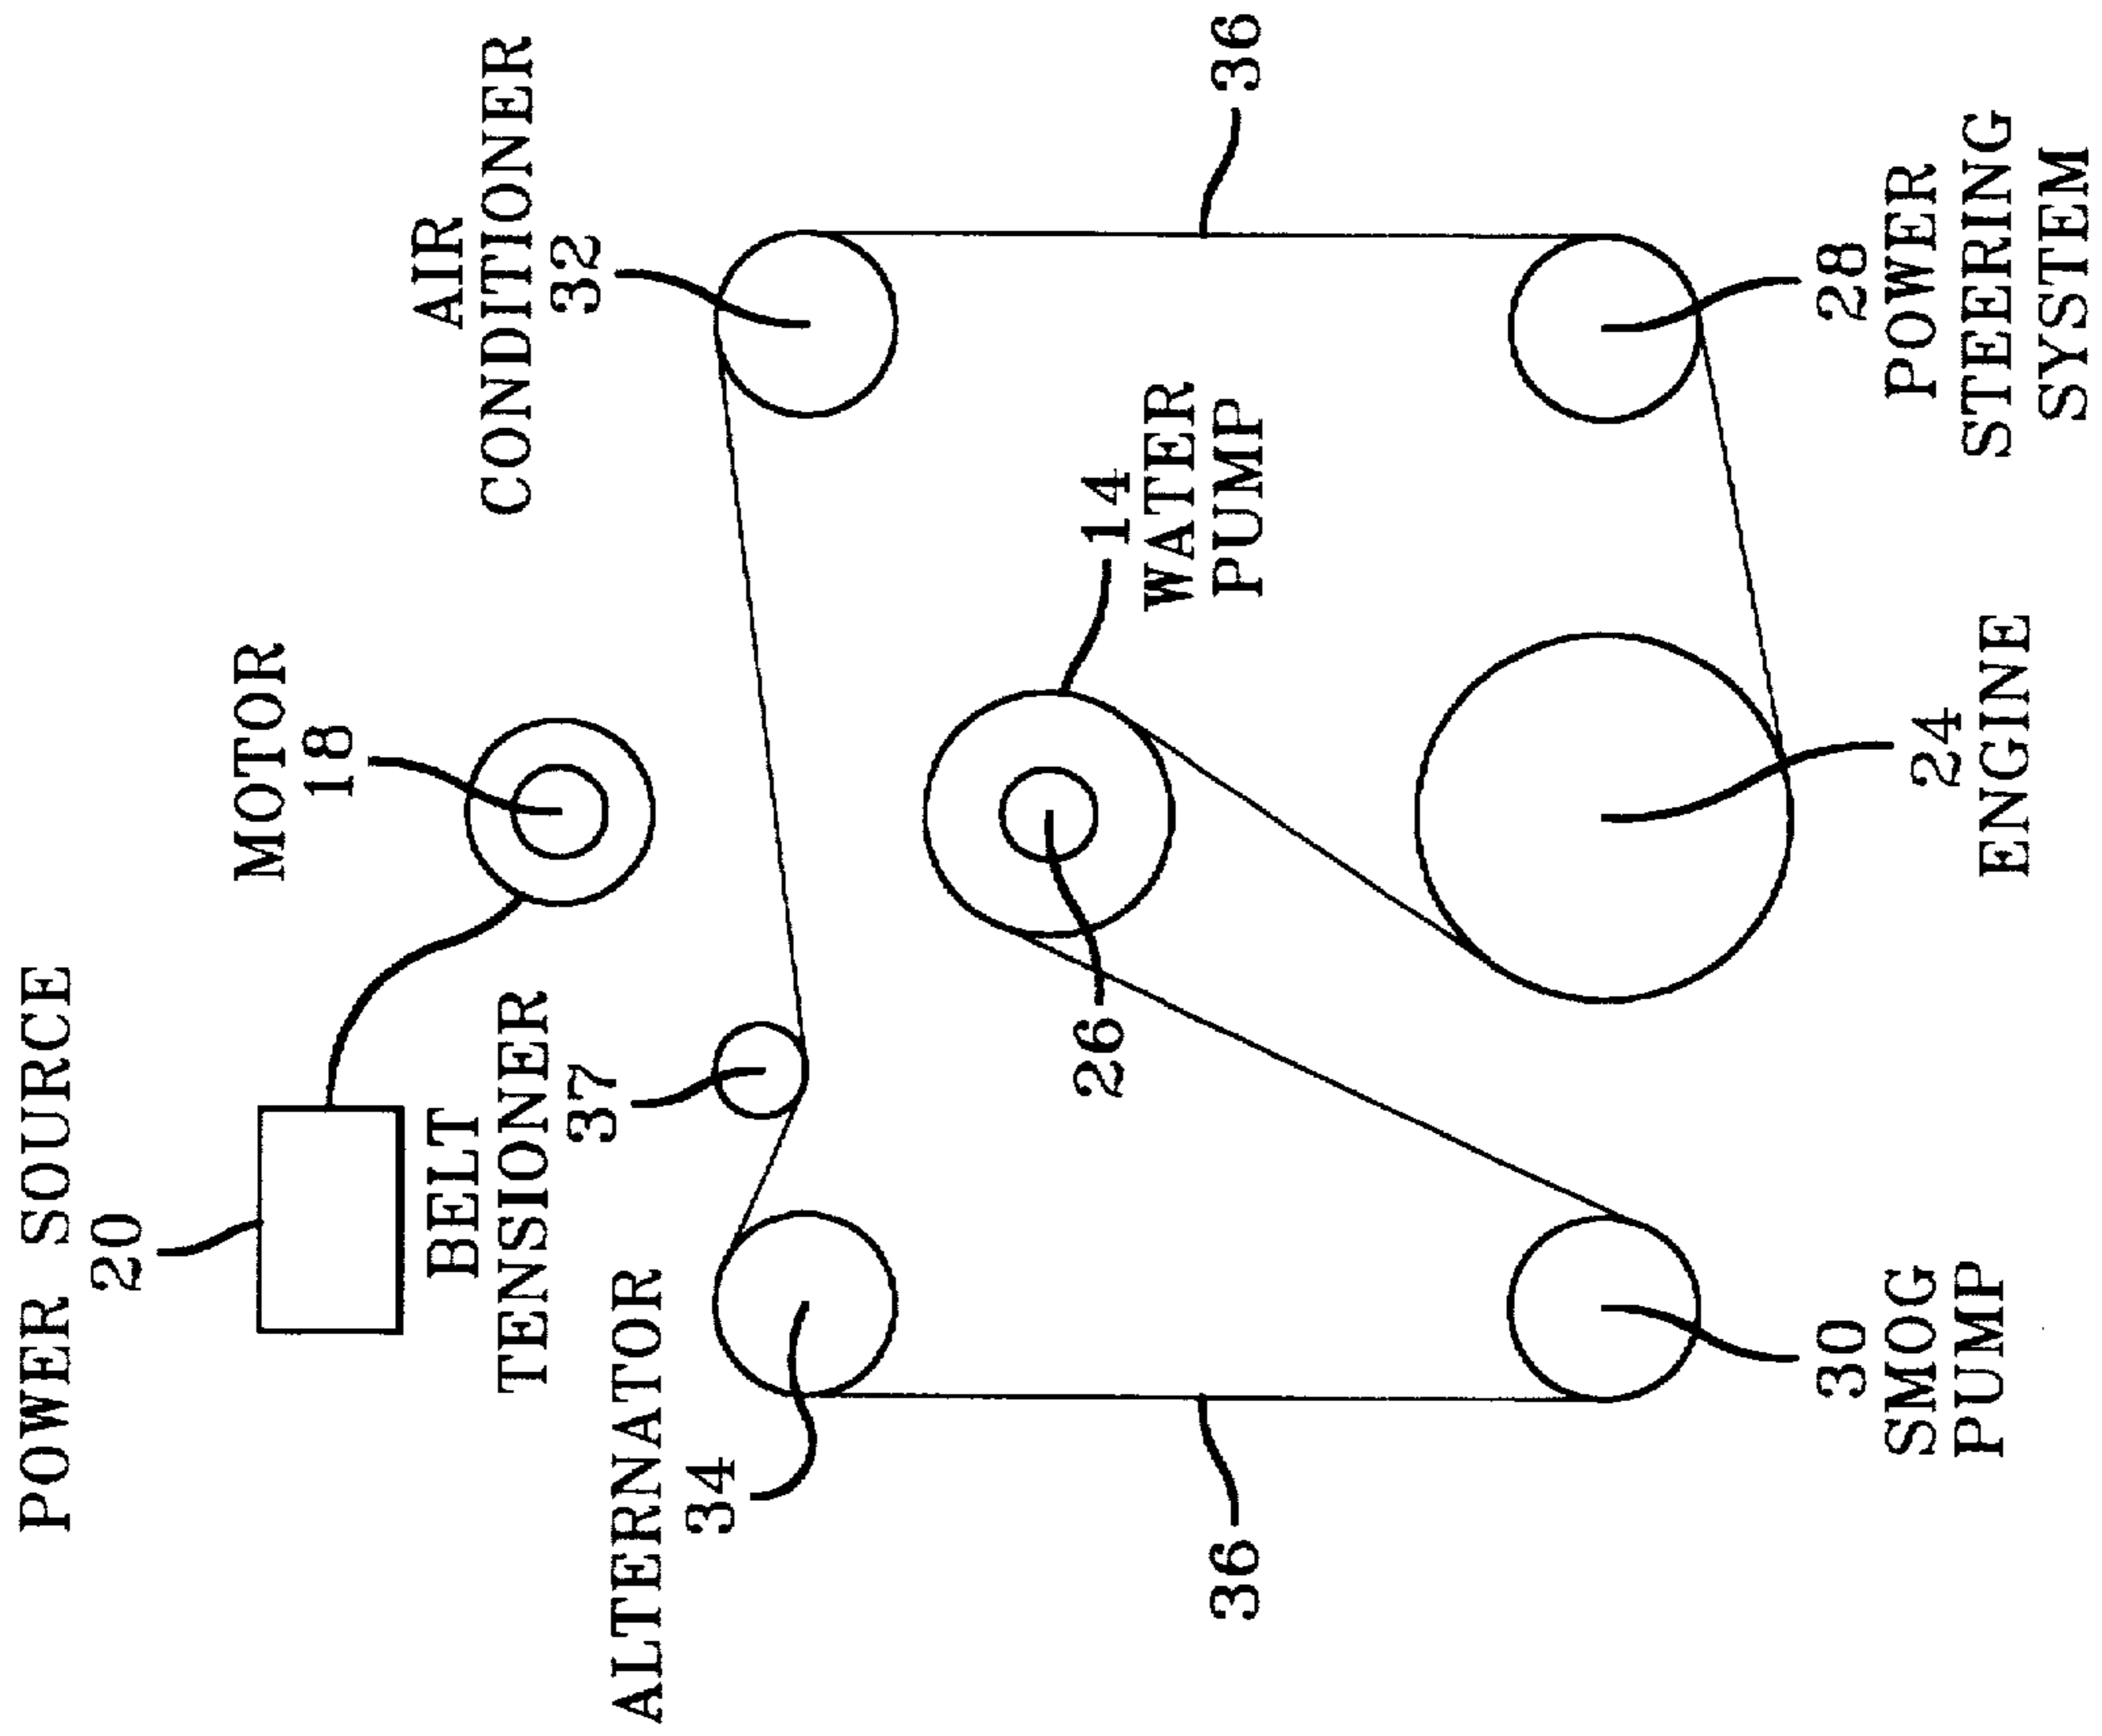 POWER SOURCE
20
MOTOR
18
BELT
TENSIONER
37
AIR
CONDITIONER
32
ALTERNATOR
34
14
WATER
PUMP
26
36
36
30
SMOG
PUMP
24
ENGINE
28
POWER
STEERING
SYSTEM